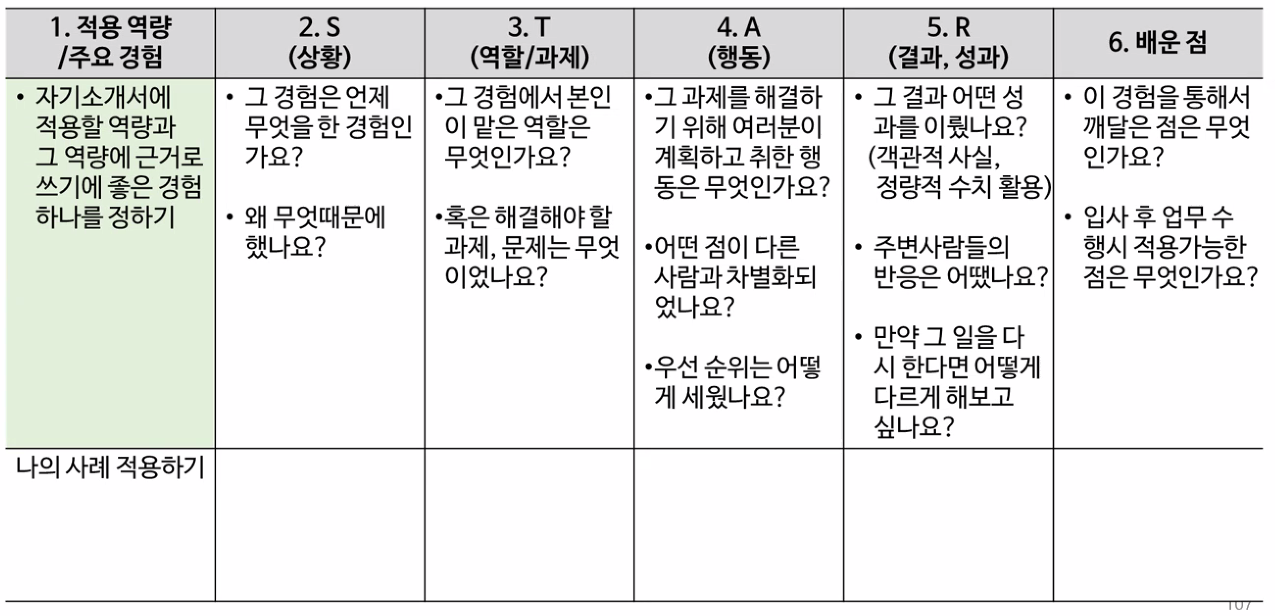 1. 적용 역량
/주요 경험
2. S
(상황)
3. T
(역할/과제)
4. A
(행동)
5. R
(결과, 성과)
6. 배운 점
• 자기소개서에
적용할 역량과
그 역량에 근거로
쓰기에 좋은 경험
하나를 정하기
• 그 경험은 언제
무엇을 한 경험인
가요?
• 왜 무엇때문에
했나요?
•그 경험에서 본인
이 맡은 역할은
무엇인가요?
•혹은 해결해야 할
과제, 문제는 무엇
이었나요?
•그 과제를 해결하
기 위해 여러분이
계획하고 취한 행
동은 무엇인가요?
•어떤 점이 다른
사람과 차별화되
었나요?
•우선 순위는 어떻
게 세웠나요?
• 그 결과 어떤 성
과를 이뤘나요?
(객관적 사실,
정량적 수치 활용)
• 주변사람들의
반응은 어땠나요?
• 만약 그 일을 다
시 한다면 어떻게
다르게 해보고
싶나요?
• 이 경험을 통해서
깨달은 점은 무엇
인가요?
• 입사 후 업무 수
행시 적용가능한
점은 무엇인가요?
나의 사례 적용하기
107